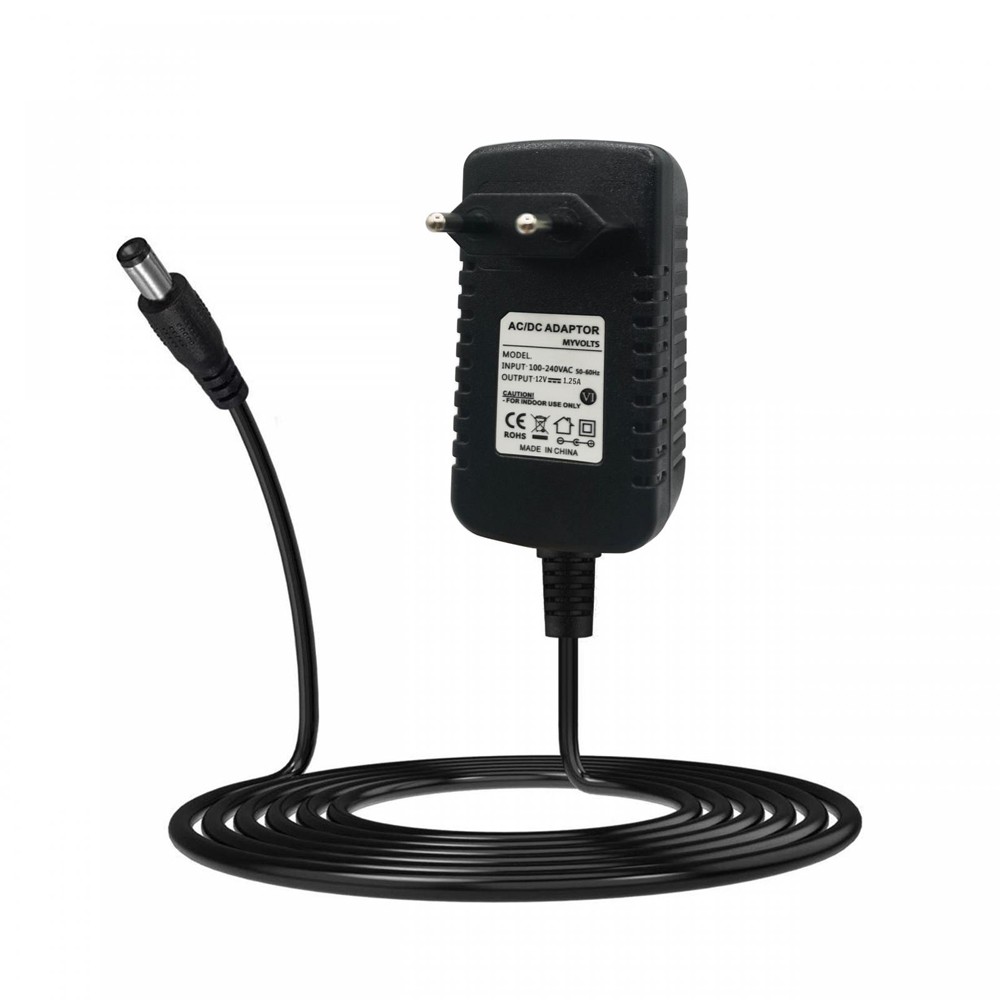 AC/DC ADAPTOR
MYVOLTS
MODEL.
INPUT: 100-240VAC 50-60Hz
OUTPUT: 12V⎓1.25A
CAUTION!
- FOR INDOOR USE ONLY VI
CE
ROHS
MADE IN CHINA